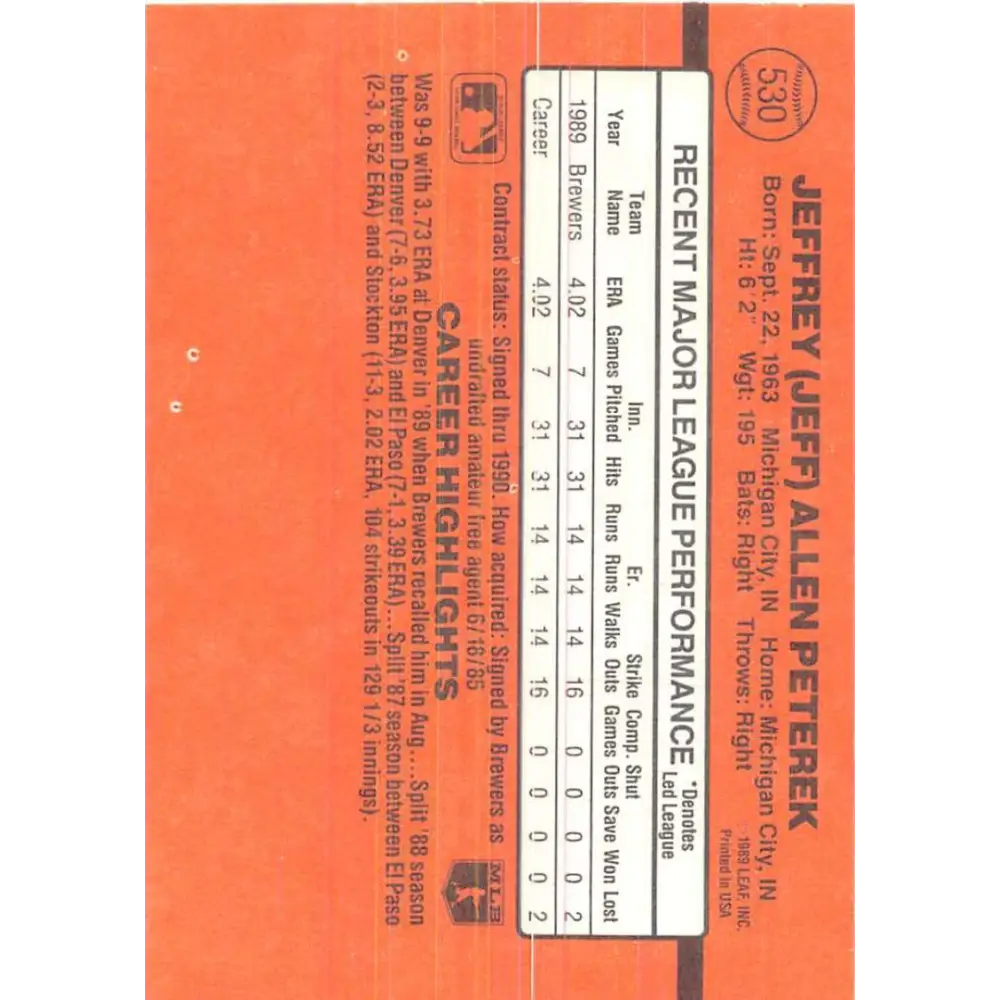 530
JEFFREY (JEFF) ALLEN PETEREK
Born: Sept. 22, 1963 Michigan City, IN Home: Michigan City, IN
Ht: 6'2" Wgt: 195 Bats: Right Throws: Right
1989 LEAF, INC.
Printed in USA
RECENT MAJOR LEAGUE PERFORMANCE *Denotes
Led League
Team Inn. Er. Strike Comp. Shut
Year Name ERA Games Pitched Hits Runs Runs Walks Outs Games Outs Save Won Lost
1989 Brewers 4.02 7 31 31 14 14 14 16 0 0 0 0 2
Career 4.02 7 31 31 14 14 14 16 0 0 0 0 2
Contract status: Signed thru 1990. How acquired: Signed by Brewers as
undrafted amateur free agent 6/18/85
MLB
CAREER HIGHLIGHTS
Was 9-9 with 3.73 ERA at Denver in '89 when Brewers recalled him in Aug....Split '88 season
between Denver (7-6, 3.95 ERA) and El Paso (7-1, 3.39 ERA)...Split '87 season between El Paso
(2-3, 8.52 ERA) and Stockton (11-3, 2.02 ERA, 104 strikeouts in 129 1/3 innings).